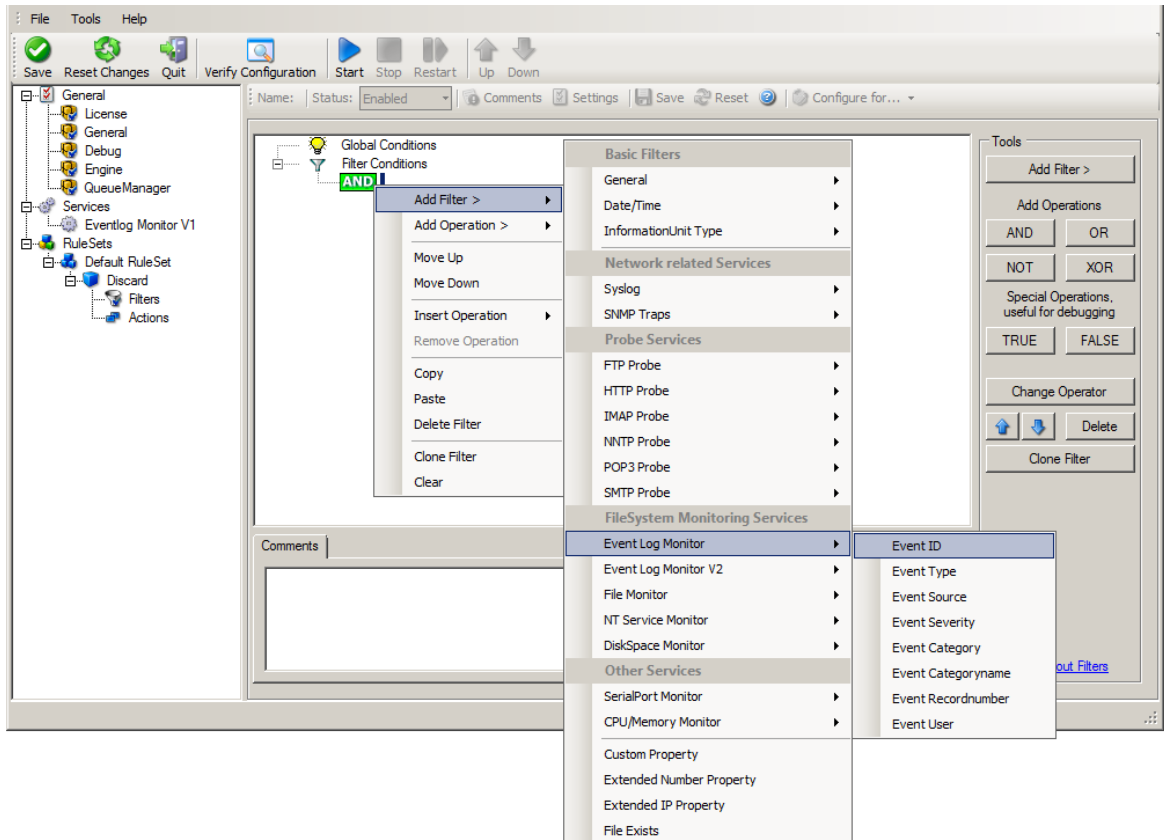 File Tools Help
Save Reset Changes Quit Verify Configuration Start Stop Restart Up Down
General
License
General
Debug
Engine
QueueManager
Services
Eventlog Monitor V1
RuleSets
Default RuleSet
Discard
Filters
Actions
Name: Status: Enabled Comments Settings Save Reset Configure for...
Global Conditions
Filter Conditions
AND
Add Filter >
Add Operation >
Move Up
Move Down
Insert Operation
Remove Operation
Copy
Paste
Delete Filter
Clone Filter
Clear
Basic Filters
General
Date/Time
InformationUnit Type
Network related Services
Syslog
SNMP Traps
Probe Services
FTP Probe
HTTP Probe
IMAP Probe
NNTP Probe
POP3 Probe
SMTP Probe
FileSystem Monitoring Services
Event Log Monitor
Event Log Monitor V2
File Monitor
NT Service Monitor
DiskSpace Monitor
Other Services
SerialPort Monitor
CPU/Memory Monitor
Custom Property
Extended Number Property
Extended IP Property
File Exists
Event ID
Event Type
Event Source
Event Severity
Event Category
Event Categoryname
Event Recordnumber
Event User
Tools
Add Filter >
Add Operations
AND OR
NOT XOR
Special Operations,
useful for debugging
TRUE FALSE
Change Operator
Delete
Clone Filter
out Filters
Comments